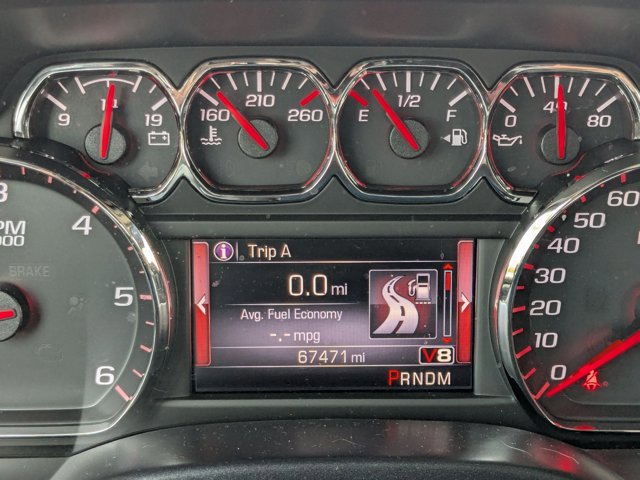 9 14 19
160 210 260
E 1/2 F
0 40 80
3 4 5 6
PM
000
BRAKE
Trip A
0.0 mi
Avg. Fuel Economy
-.- mpg
67471 mi
V8
PRNDM
60
50
40
30
20
10
0